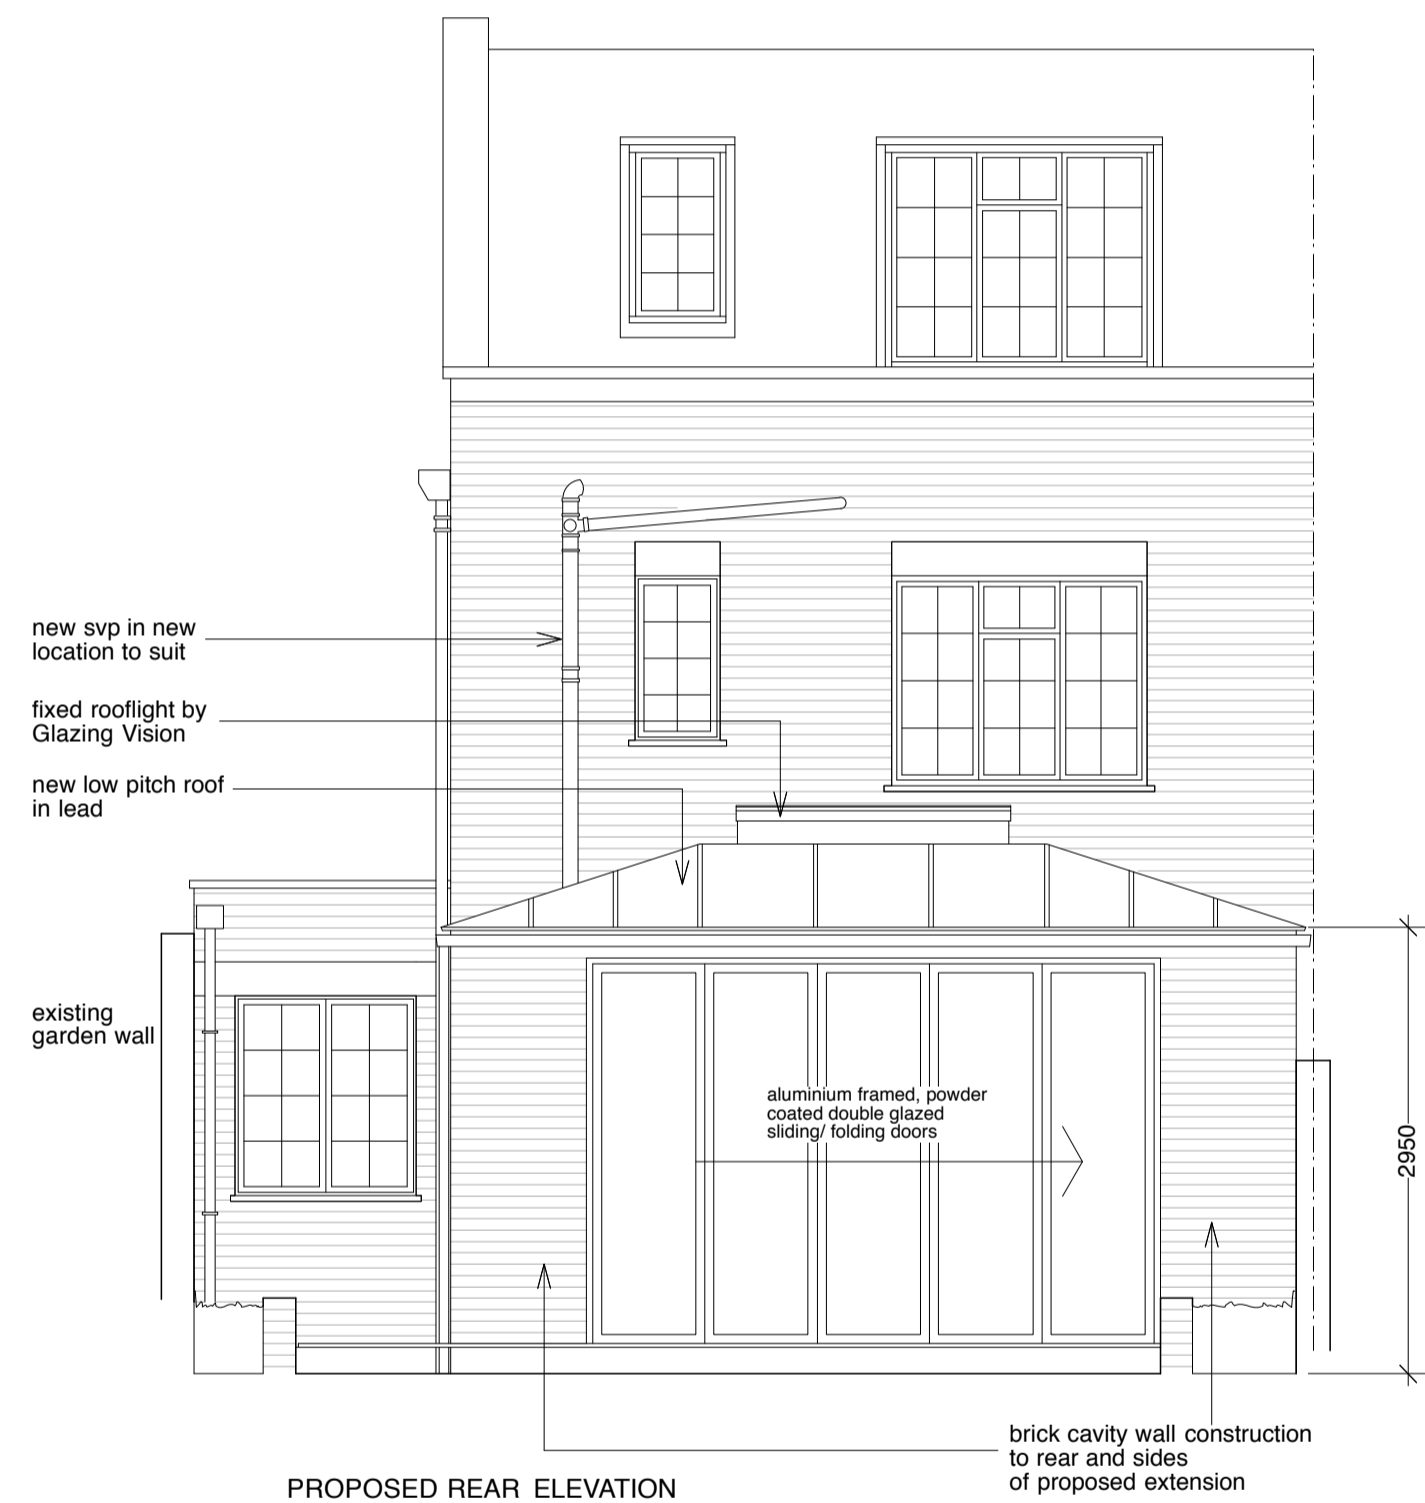 new svp in new
location to suit
fixed rooflight by
Glazing Vision
new low pitch roof
in lead
existing
garden wall
aluminium framed, powder
coated double glazed
sliding/ folding doors
2950
brick cavity wall construction
to rear and sides
of proposed extension
PROPOSED REAR ELEVATION